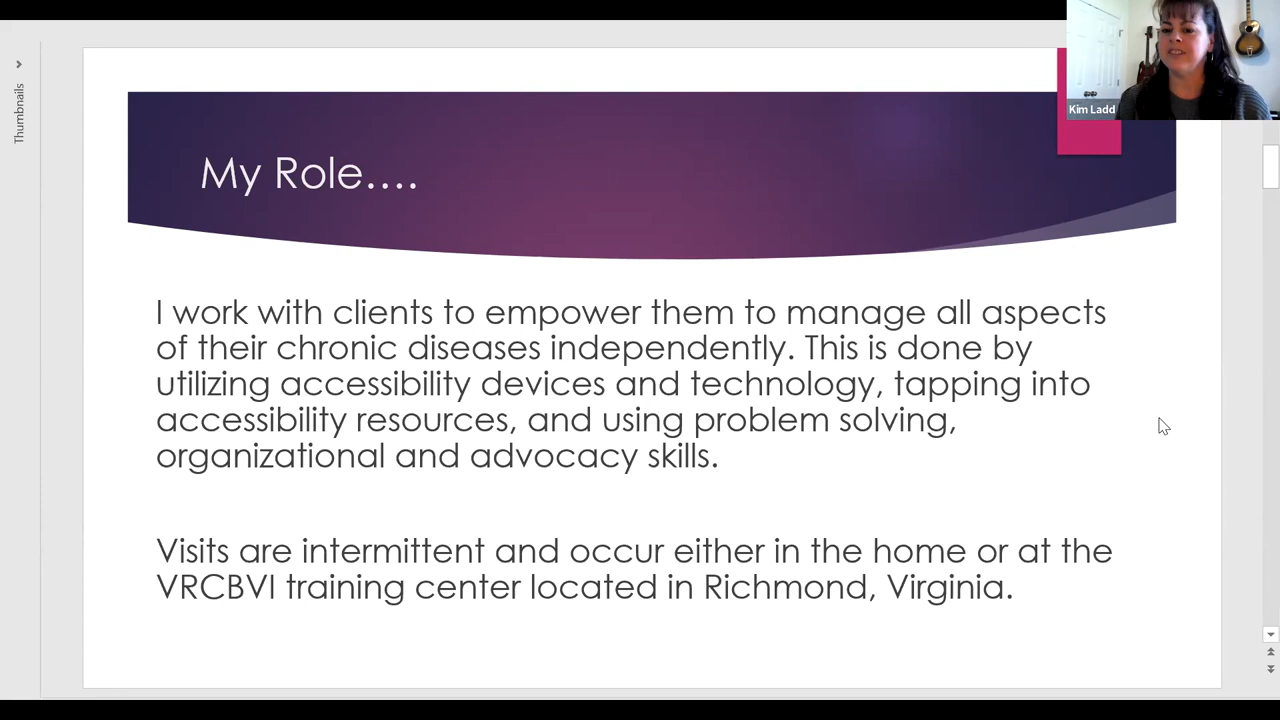 Kim Ladd
Thumbnails
My Role....
I work with clients to empower them to manage all aspects
of their chronic diseases independently. This is done by
utilizing accessibility devices and technology, tapping into
accessibility resources, and using problem solving,
organizational and advocacy skills.
Visits are intermittent and occur either in the home or at the
VRCBVI training center located in Richmond, Virginia.